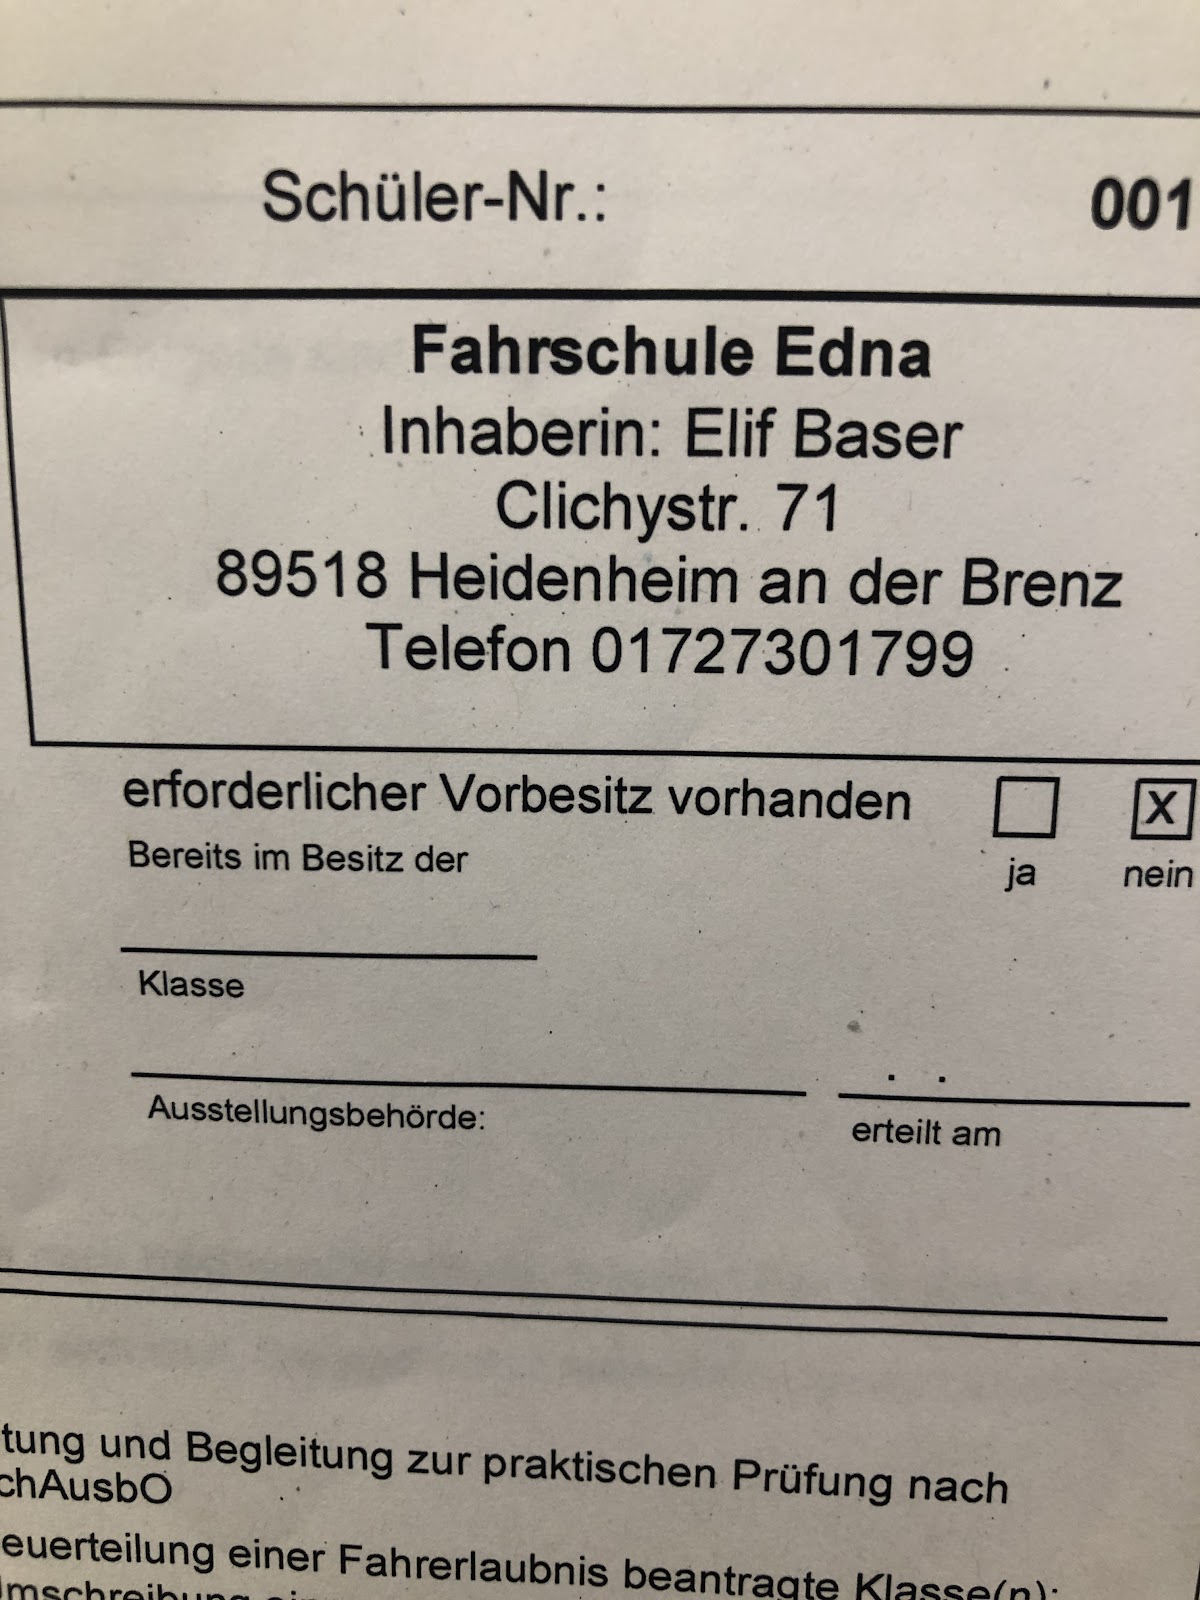 Schüler-Nr.: 001
Fahrschule Edna
Inhaberin: Elif Baser
Clichystr. 71
89518 Heidenheim an der Brenz
Telefon 01727301799
erforderlicher Vorbesitz vorhanden
X
Bereits im Besitz der
ja nein
Klasse
. .
Ausstellungsbehörde:
erteilt am
tung und Begleitung zur praktischen Prüfung nach
chAusbO
euerteilung einer Fahrerlaubnis beantragte Klasse(n):